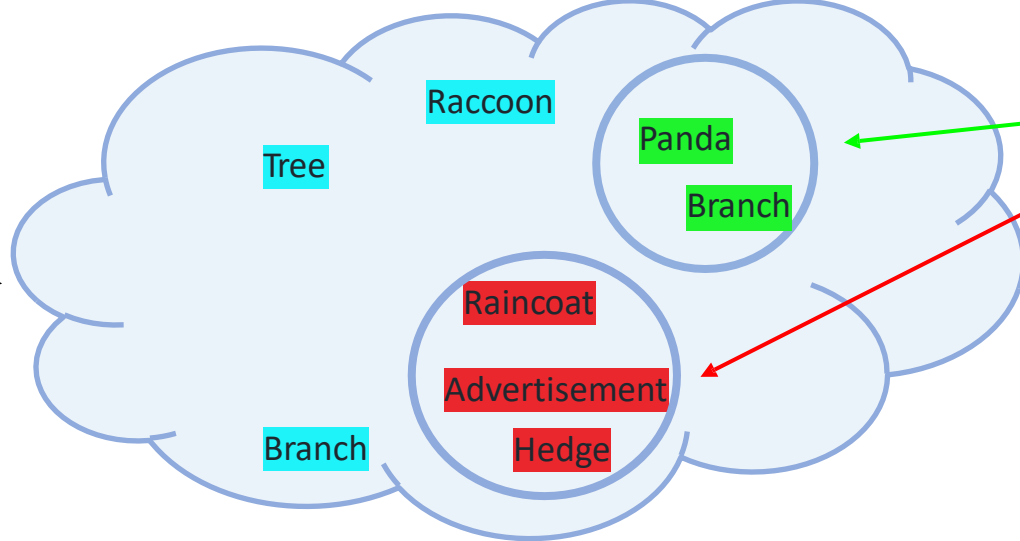 Raccoon
Panda
Tree
Branch
Raincoat
Advertisement
Branch
Hedge